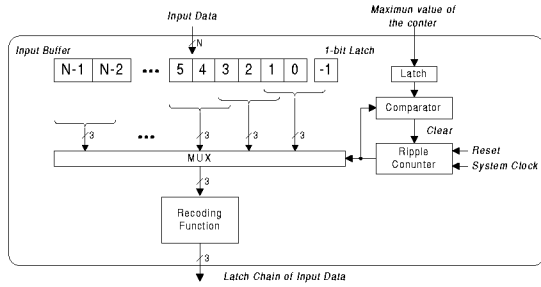 Input Data
Maximun value of
the conter
Input Buffer
N
1-bit Latch
N-1 N-2 ••• 5 4 3 2 1 0 -1
Latch
Comparator
Clear
3 ••• 3 3 3
MUX
Ripple
Conunter
Reset
System Clock
3
Recoding
Function
3
Latch Chain of Input Data